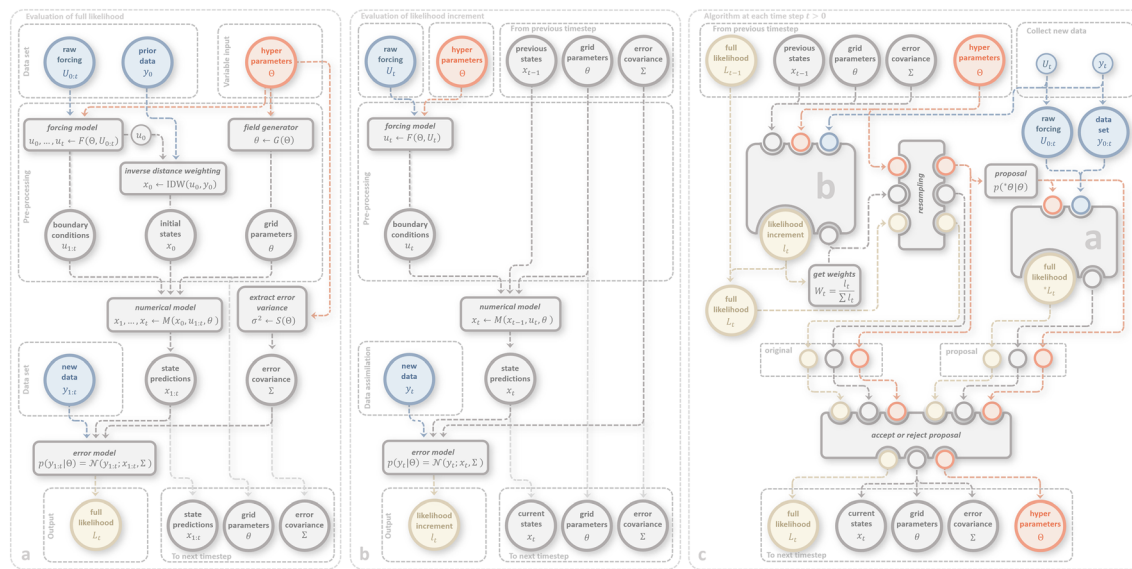 Evaluation of full likelihood
Data set
raw
forcing
U₀:t
prior
data
y₀
Variable input
hyper
parameters
Θ
Pre-processing
forcing model
u₀, …, uₜ ← F(Θ, U₀:t)
u₀
field generator
θ ← G(Θ)
inverse distance weighting
x₀ ← IDW(u₀, y₀)
boundary
conditions
u₁:t
initial
states
x₀
grid
parameters
θ
numerical model
x₁, …, xₜ ← M(x₀, u₁:t, θ)
extract error
variance
σ² ← S(Θ)
Data set
new
data
y₁:t
state
predictions
x₁:t
error
covariance
Σ
error model
p(y₁:t|Θ) = 𝒩(y₁:t; x₁:t, Σ)
Output
full
likelihood
Lₜ
state
predictions
x₁:t
grid
parameters
θ
error
covariance
Σ
To next timestep
a
Evaluation of likelihood increment
raw
forcing
Uₜ
hyper
parameters
Θ
From previous timestep
previous
states
xₜ₋₁
grid
parameters
θ
error
covariance
Σ
Pre-processing
forcing model
uₜ ← F(Θ, Uₜ)
boundary
conditions
uₜ
numerical model
xₜ ← M(xₜ₋₁, uₜ, θ)
Data assimilation
new
data
yₜ
state
predictions
xₜ
error model
p(yₜ|Θ) = 𝒩(yₜ; xₜ, Σ)
Output
likelihood
increment
lₜ
current
states
xₜ
grid
parameters
θ
error
covariance
Σ
To next timestep
b
Algorithm at each time step t > 0
From previous timestep
full
likelihood
Lₜ₋₁
previous
states
xₜ₋₁
grid
parameters
θ
error
covariance
Σ
hyper
parameters
Θ
Collect new data
Uₜ
yₜ
raw
forcing
U₀:t
data
set
y₀:t
b
likelihood
increment
lₜ
resampling
proposal
p(*Θ|Θ)
a
full
likelihood
*Lₜ
get weights
Wₜ = lₜ / ∑ lₜ
full
likelihood
Lₜ
original
proposal
accept or reject proposal
full
likelihood
Lₜ
current
states
xₜ
grid
parameters
θ
error
covariance
Σ
hyper
parameters
Θ
To next timestep
c